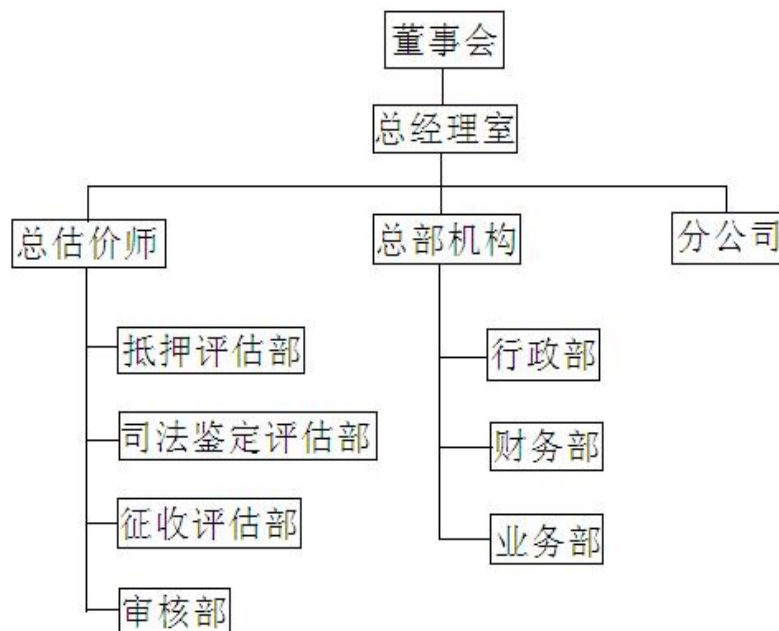 董事会
总经理室
总估价师
总部机构
分公司
抵押评估部
司法鉴定评估部
征收评估部
审核部
行政部
财务部
业务部